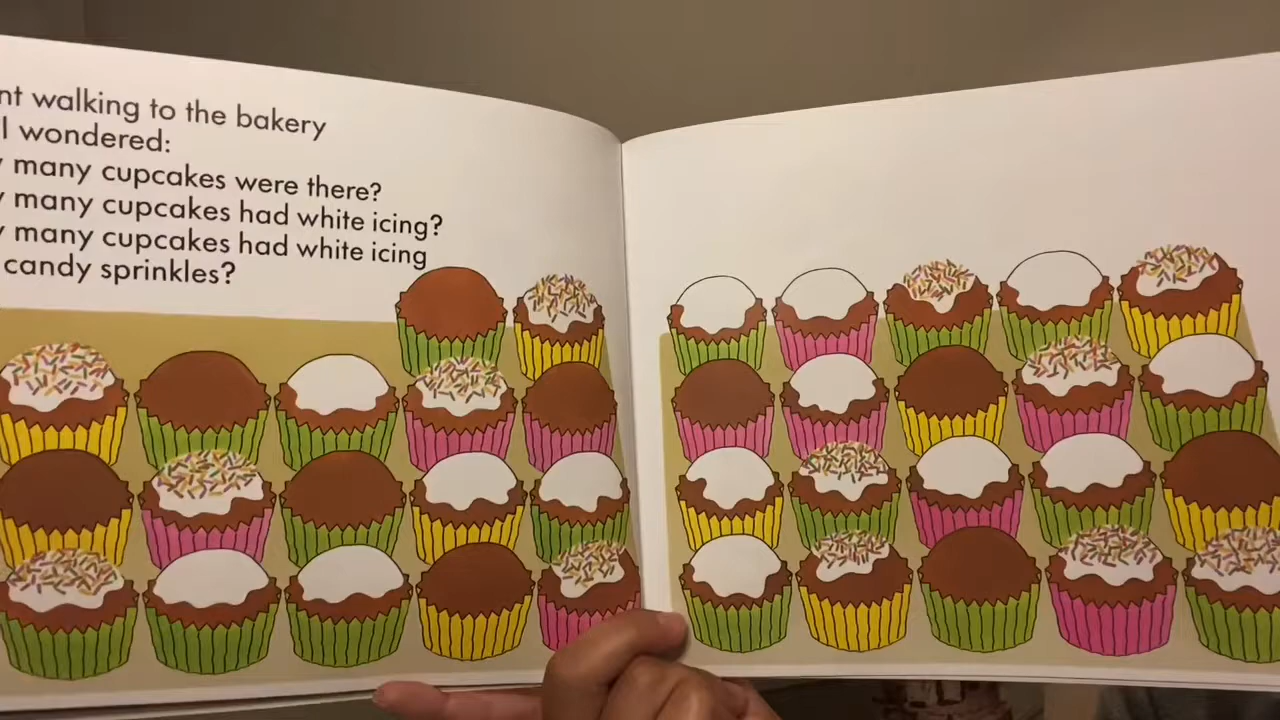 nt walking to the bakery
I wondered:
many cupcakes were there?
many cupcakes had white icing?
many cupcakes had white icing
candy sprinkles?